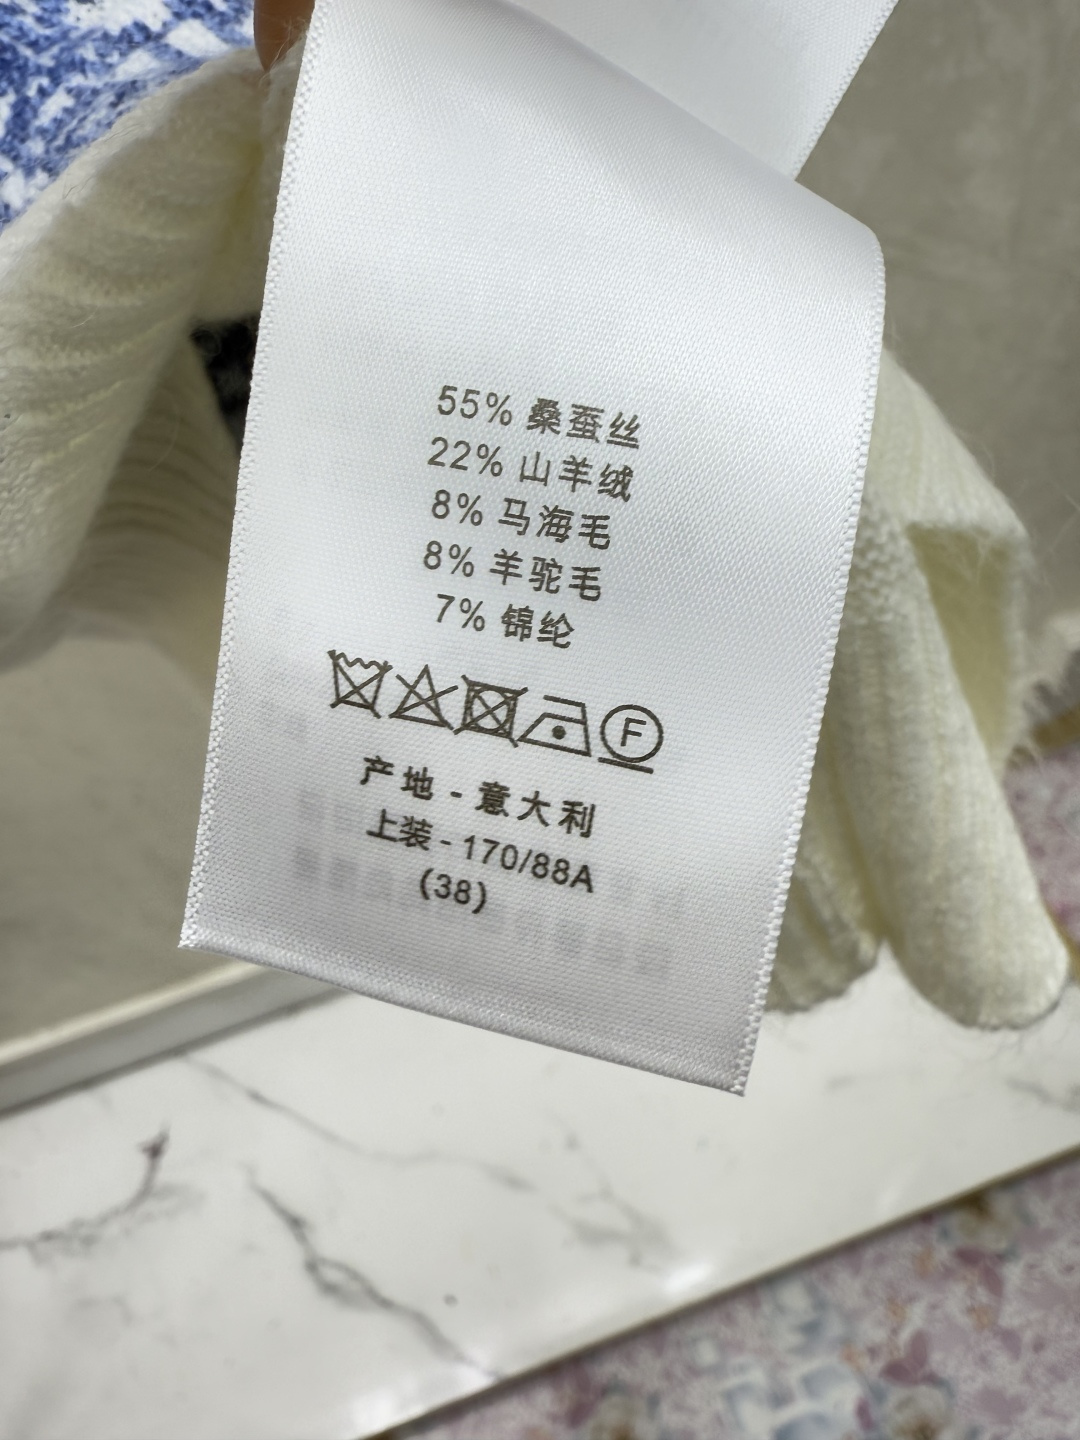 55% 桑蚕丝
22% 山羊绒
8% 马海毛
8% 羊驼毛
7% 锦纶
F
产地 - 意大利
上装 - 170/88A
(38)